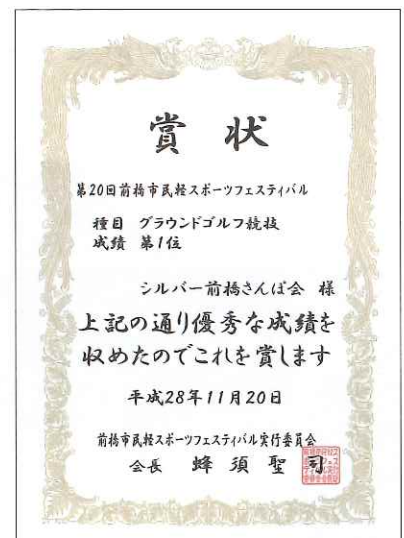 賞状
第20回前橋市民軽スポーツフェスティバル
種目 グラウンドゴルフ競技
成績 第1位
シルバー前橋さんぽ会 様
上記の通り優秀な成績を
収めたのでこれを賞します
平成28年11月20日
前橋市民軽スポーツフェスティバル実行委員会
会長 蜂須聖司